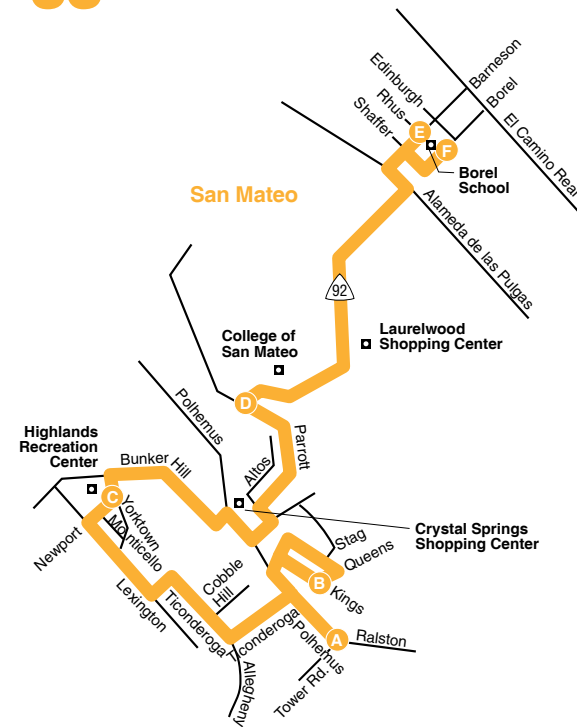 Barneson
Edinburgh
Borel
Rhus
Shaffer
E
F
El Camino Real
Borel
School
San Mateo
Alameda de las Pulgas
92
Laurelwood
Shopping Center
College of
San Mateo
D
Polhemus
Parrott
Highlands
Recreation
Center
Bunker Hill
Altos
C
Yorktown
Monticello
Newport
Crystal Springs
Shopping Center
Stag
Queens
B
Kings
Cobble
Hill
Lexington
Ticonderoga
Ticonderoga
Polhemus
A
Ralston
Tower Rd.
Allegheny